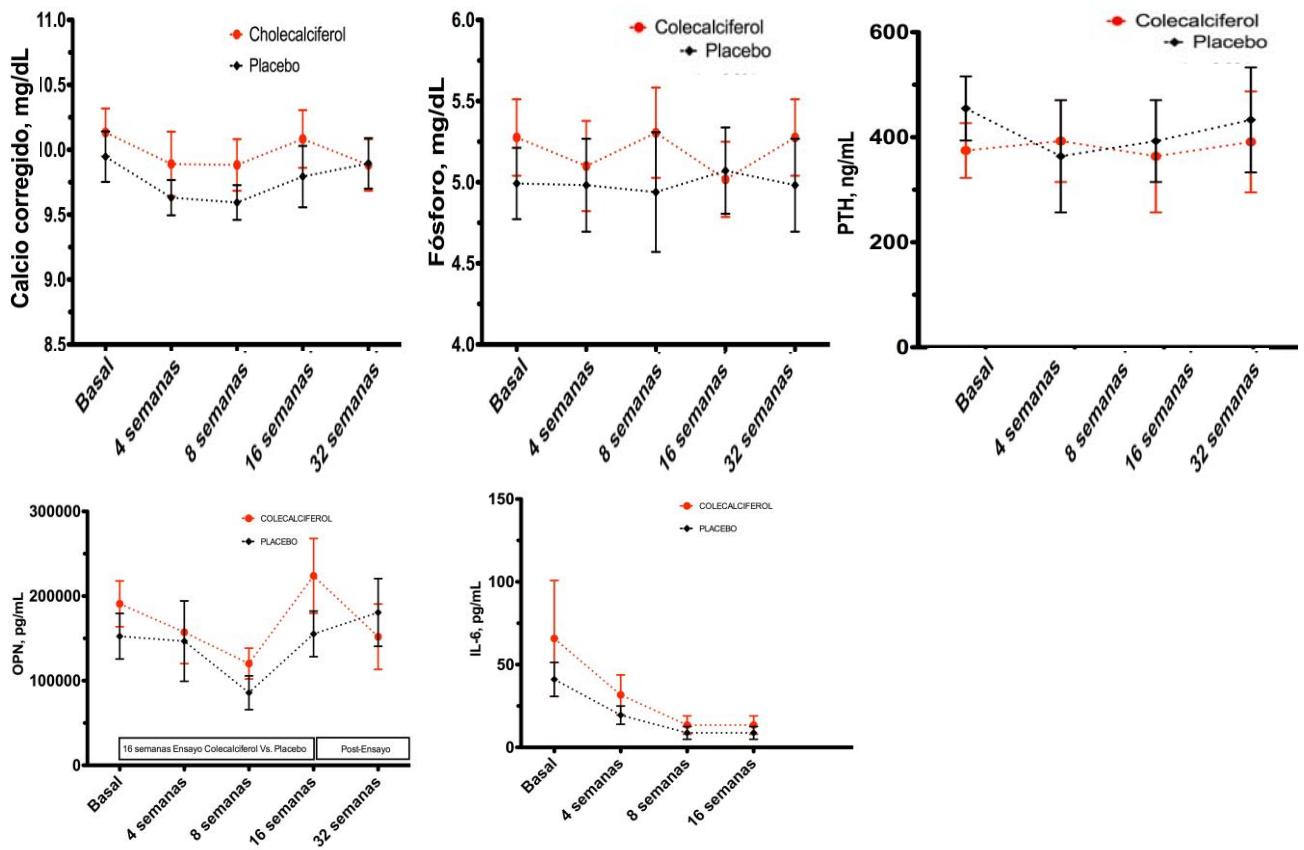 Calcio corregido, mg/dL
11.0
10.5
10.0
9.5
9.0
8.5
Cholecalciferol
Placebo
Basal
4 semanas
8 semanas
16 semanas
32 semanas
Fósforo, mg/dL
6.0
5.5
5.0
4.5
4.0
Colecalciferol
Placebo
Basal
4 semanas
8 semanas
16 semanas
32 semanas
PTH, ng/mL
600
400
200
0
Colecalciferol
Placebo
Basal
4 semanas
8 semanas
16 semanas
32 semanas
OPN, pg/mL
300000
200000
100000
0
COLECALCIFEROL
PLACEBO
16 semanas Ensayo Colecalciferol Vs. Placebo
Post-Ensayo
Basal
4 semanas
8 semanas
16 semanas
32 semanas
IL-6, pg/mL
150
100
50
0
COLECALCIFEROL
PLACEBO
Basal
4 semanas
8 semanas
16 semanas